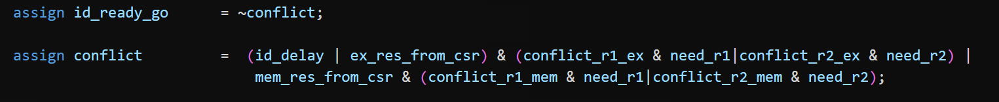 assign id_ready_go      = ~conflict;
assign conflict         =  (id_delay | ex_res_from_csr) & (conflict_r1_ex & need_r1|conflict_r2_ex & need_r2) |
                            mem_res_from_csr & (conflict_r1_mem & need_r1|conflict_r2_mem & need_r2);